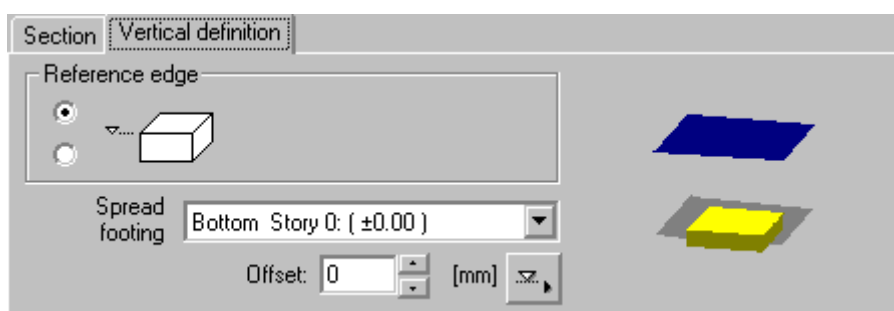 Section Vertical definition
Reference edge
Spread footing Bottom Story 0: ( ±0.00 )
Offset: 0 [mm]